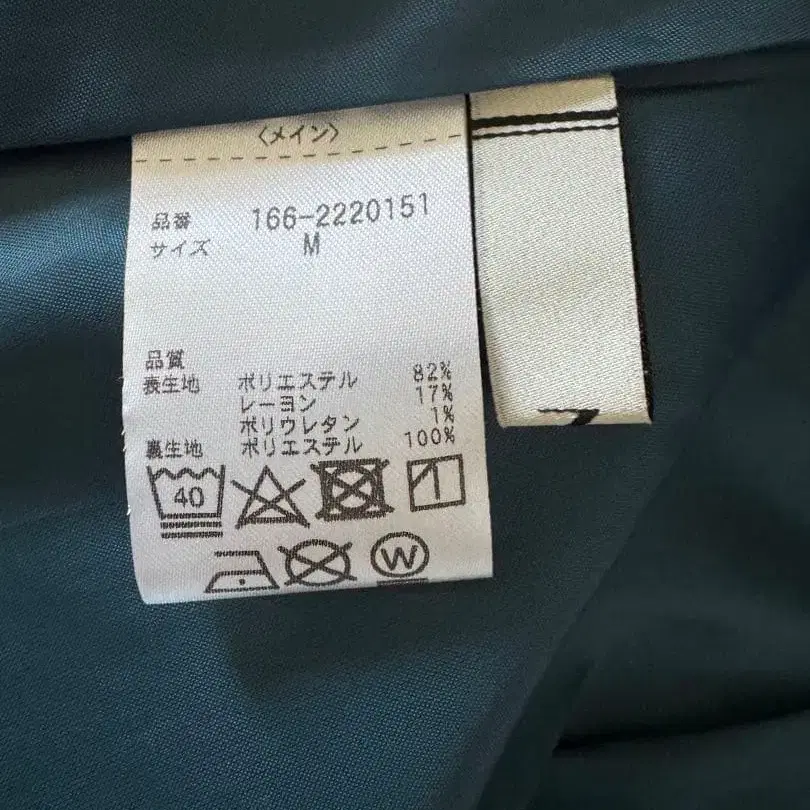 〈メイン〉
品番 166-2220151
サイズ M
品質
表生地 ポリエステル 82%
レーヨン 17%
ポリウレタン 1%
裏生地 ポリエステル 100%
40
W